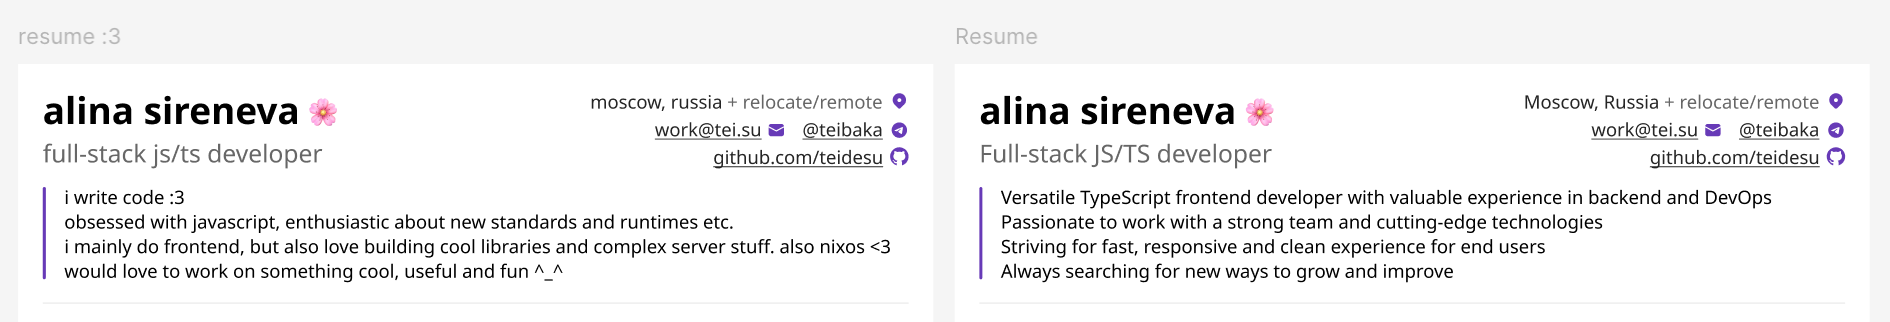 resume :3
alina sireneva 🌸
full-stack js/ts developer
moscow, russia + relocate/remote
work@tei.su @teibaka
github.com/teidesu
i write code :3
obsessed with javascript, enthusiastic about new standards and runtimes etc.
i mainly do frontend, but also love building cool libraries and complex server stuff. also nixos <3
would love to work on something cool, useful and fun ^_^
Resume
alina sireneva 🌸
Full-stack JS/TS developer
Moscow, Russia + relocate/remote
work@tei.su @teibaka
github.com/teidesu
Versatile TypeScript frontend developer with valuable experience in backend and DevOps
Passionate to work with a strong team and cutting-edge technologies
Striving for fast, responsive and clean experience for end users
Always searching for new ways to grow and improve